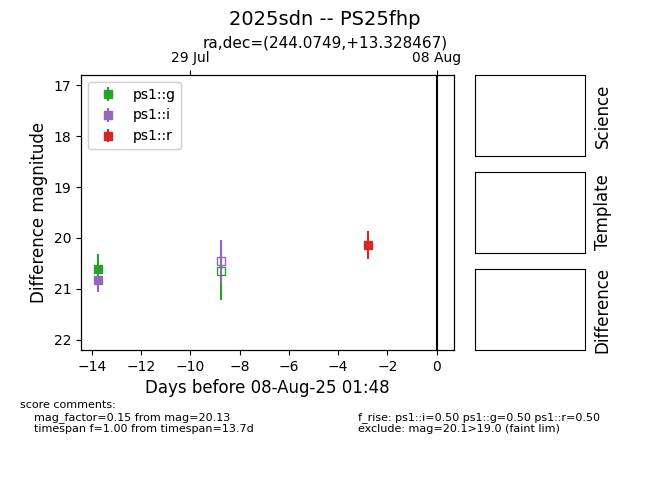 2025sdn -- PS25fhp
ra,dec=(244.0749,+13.328467)
29 Jul
08 Aug
17
18
19
20
21
22
Difference magnitude
ps1::g
ps1::i
ps1::r
−14
−12
−10
−8
−6
−4
−2
0
Days before 08-Aug-25 01:48
Science
Template
Difference
score comments:
mag_factor=0.15 from mag=20.13
timespan f=1.00 from timespan=13.7d
f_rise: ps1::i=0.50 ps1::g=0.50 ps1::r=0.50
exclude: mag=20.1>19.0 (faint lim)